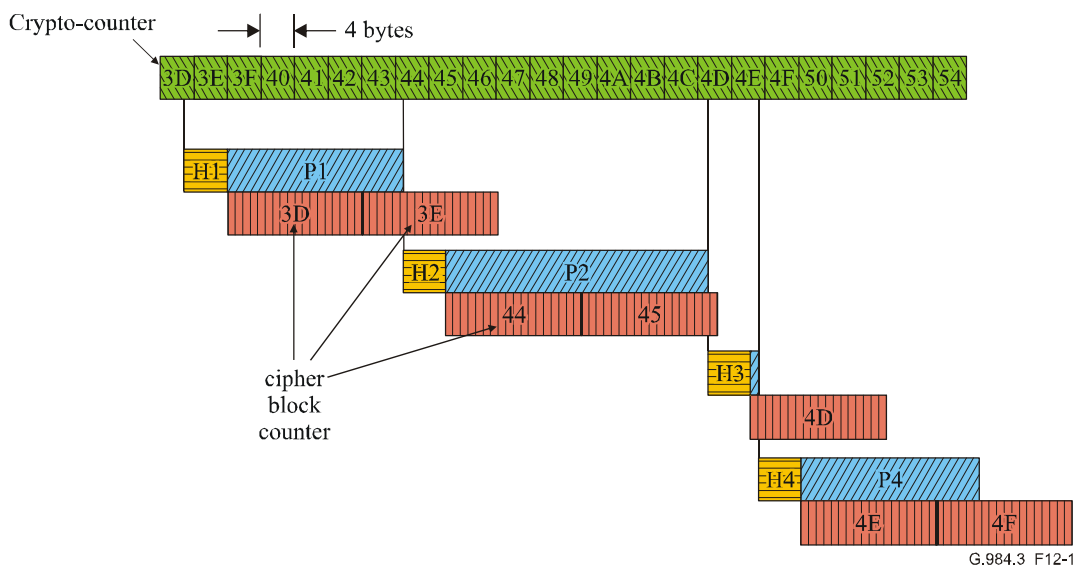 Crypto-counter
4 bytes
3D 3E 3F 40 41 42 43 44 45 46 47 48 49 4A 4B 4C 4D 4E 4F 50 51 52 53 54
H1 P1
3D 3E
H2 P2
44 45
H3
cipher
block
counter
4D
H4 P4
4E 4F
G.984.3_F12-1